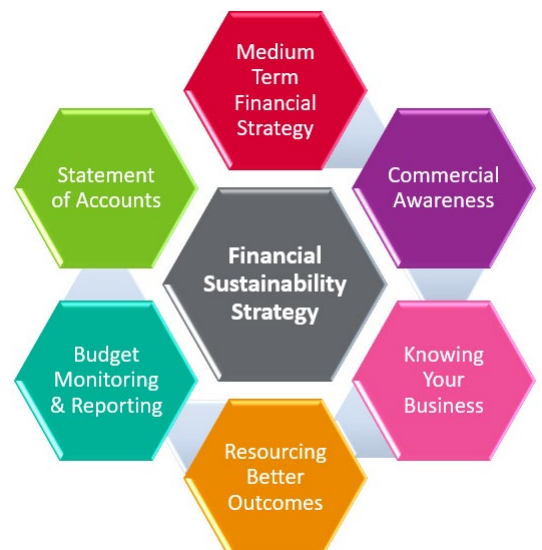 Medium
Term
Financial
Strategy
Commercial
Awareness
Knowing
Your
Business
Resourcing
Better
Outcomes
Budget
Monitoring
& Reporting
Statement
of Accounts
Financial
Sustainability
Strategy